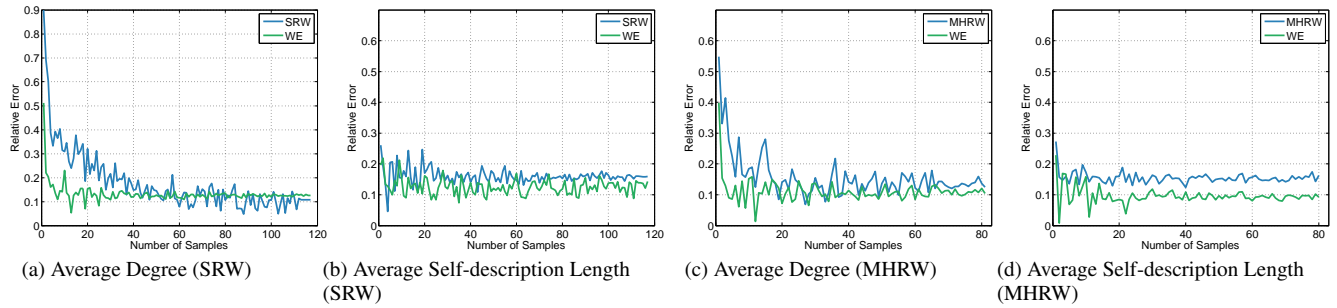 0.9
0.8
0.7
0.6
0.5
0.4
0.3
0.2
0.1
0
Relative Error
0 20 40 60 80 100 120
Number of Samples
SRW
WE
(a) Average Degree (SRW)
0.6
0.5
0.4
0.3
0.2
0.1
0
Relative Error
0 20 40 60 80 100 120
Number of Samples
SRW
WE
(b) Average Self-description Length
(SRW)
0.6
0.5
0.4
0.3
0.2
0.1
0
Relative Error
0 20 40 60 80
Number of Samples
MHRW
WE
(c) Average Degree (MHRW)
0.6
0.5
0.4
0.3
0.2
0.1
0
Relative Error
0 20 40 60 80
Number of Samples
MHRW
WE
(d) Average Self-description Length
(MHRW)